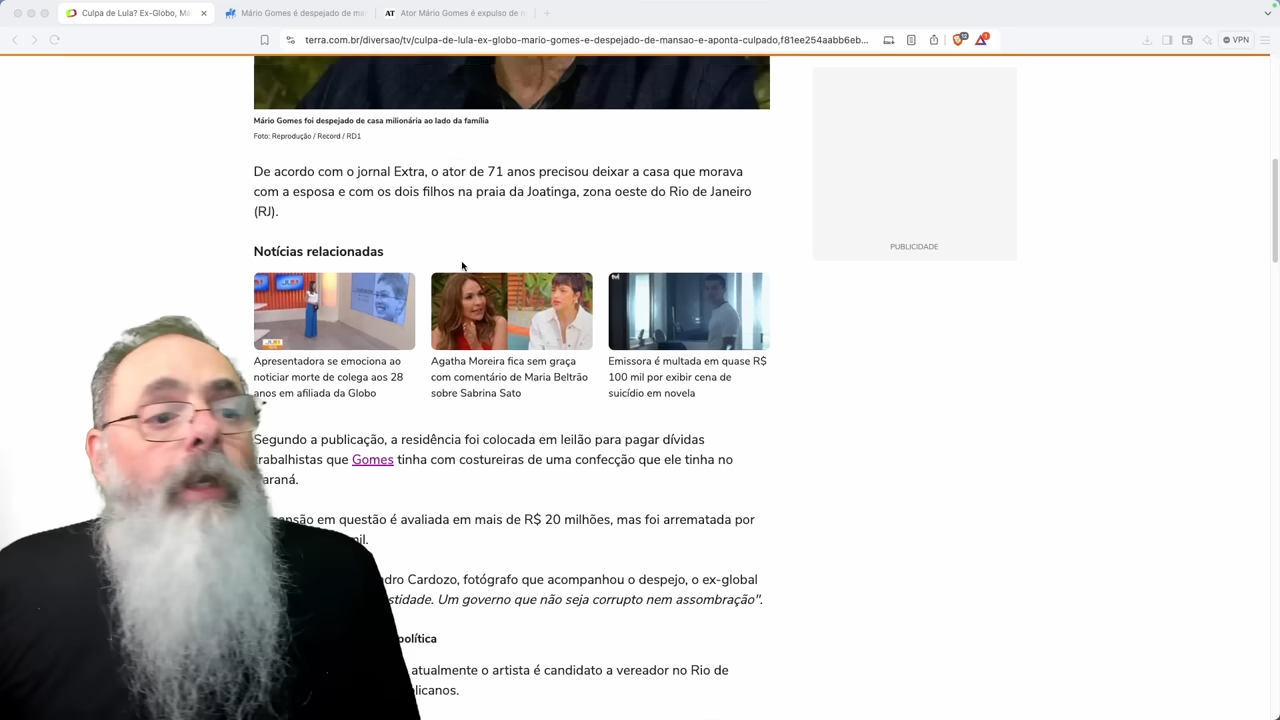 Culpa de Lula? Ex-Globo, Má
Mário Gomes é despejado de ma
AT Ator Mário Gomes é expulso de m
terra.com.br/diversao/tv/culpa-de-lula-ex-globo-mario-gomes-e-despejado-de-mansao-e-aponta-culpado,f81ee254aabb6eb...
VPN
Mário Gomes foi despejado de casa milionária ao lado da família
Foto: Reprodução / Record / RD1
De acordo com o jornal Extra, o ator de 71 anos precisou deixar a casa que morava
com a esposa e com os dois filhos na praia da Joatinga, zona oeste do Rio de Janeiro
(RJ).
PUBLICIDADE
Notícias relacionadas
Apresentadora se emociona ao
noticiar morte de colega aos 28
anos em afiliada da Globo
Agatha Moreira fica sem graça
com comentário de Maria Beltrão
sobre Sabrina Sato
Emissora é multada em quase R$
100 mil por exibir cena de
suicídio em novela
Segundo a publicação, a residência foi colocada em leilão para pagar dívidas
rabalhistas que Gomes tinha com costureiras de uma confecção que ele tinha no
araná.
ansão em questão é avaliada em mais de R$ 20 milhões, mas foi arrematada por
nil.
dro Cardozo, fotógrafo que acompanhou o despejo, o ex-global
stidade. Um governo que não seja corrupto nem assombração".
política
atualmente o artista é candidato a vereador no Rio de
licanos.